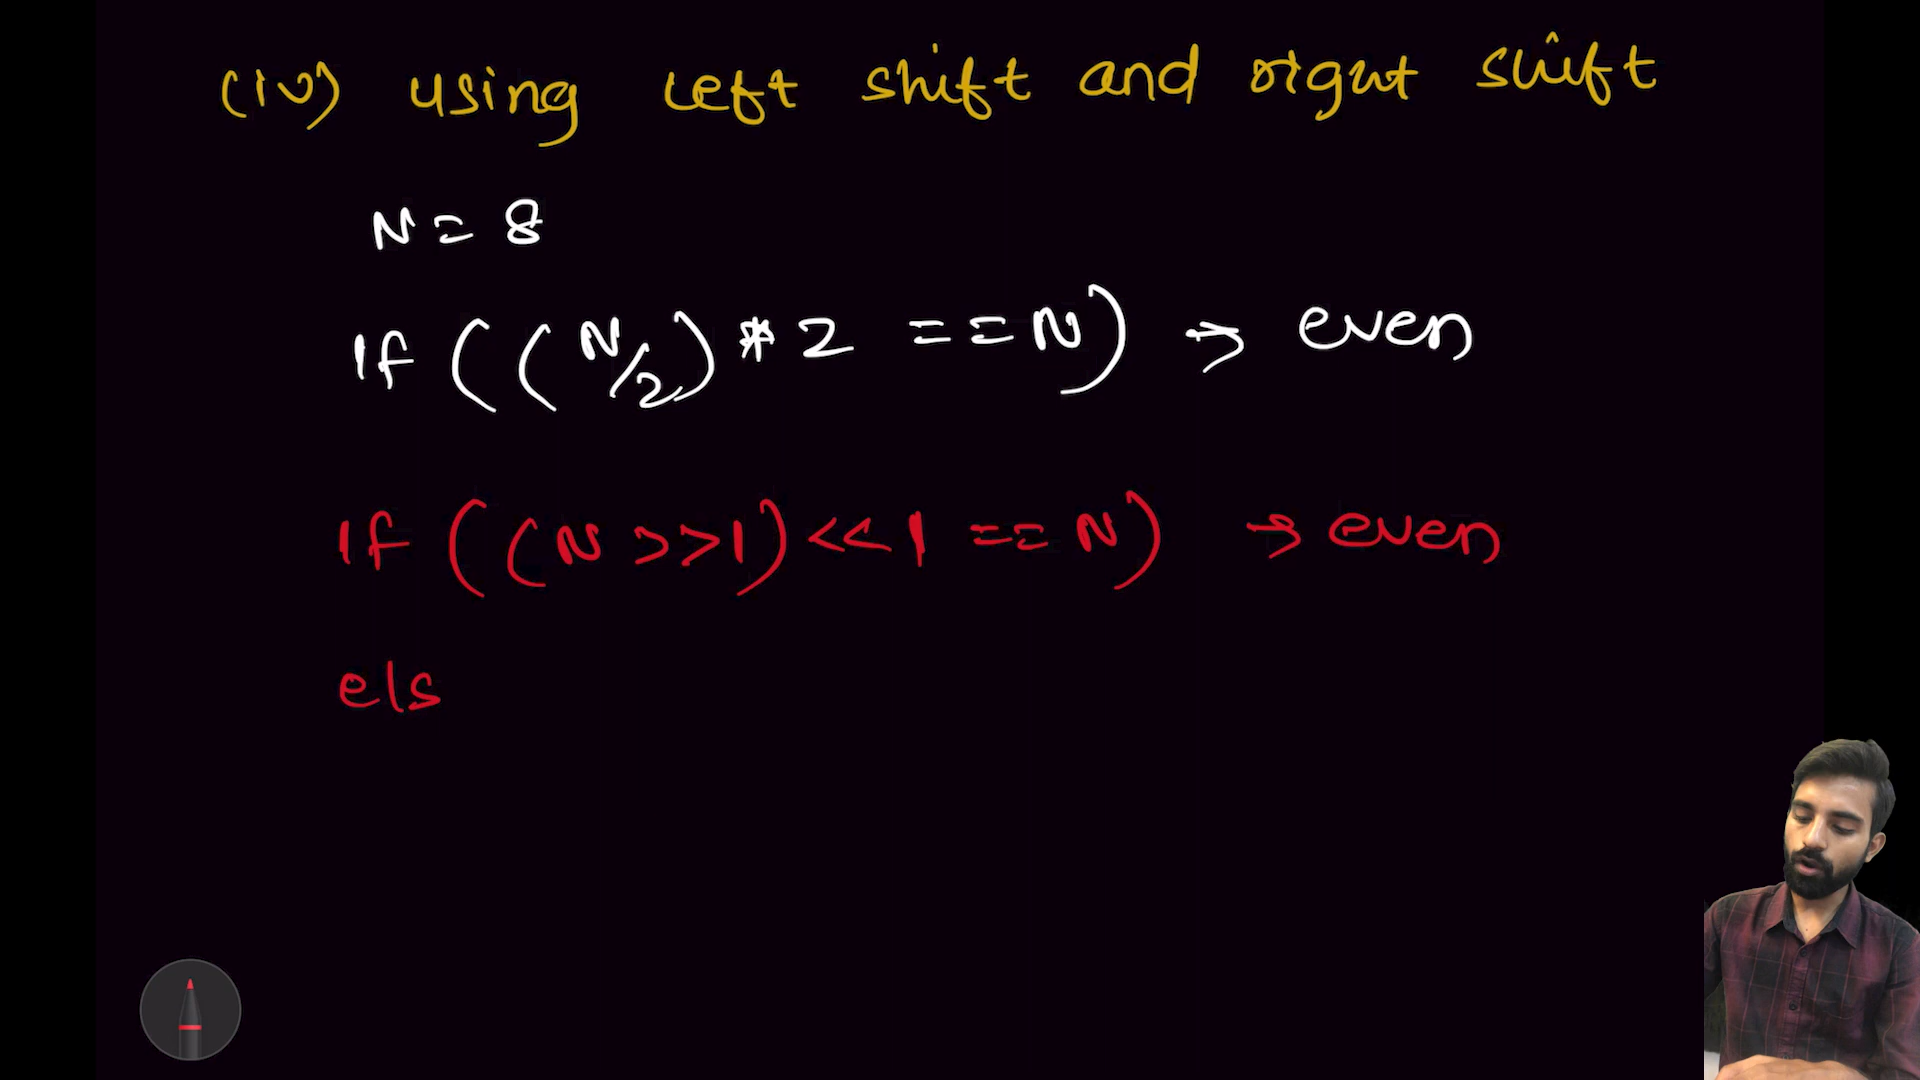 (iv) using left shift and right shift
N = 8
If ((N/2) * 2 == N) → even
If ((N >> 1) << 1 == N) → even
els